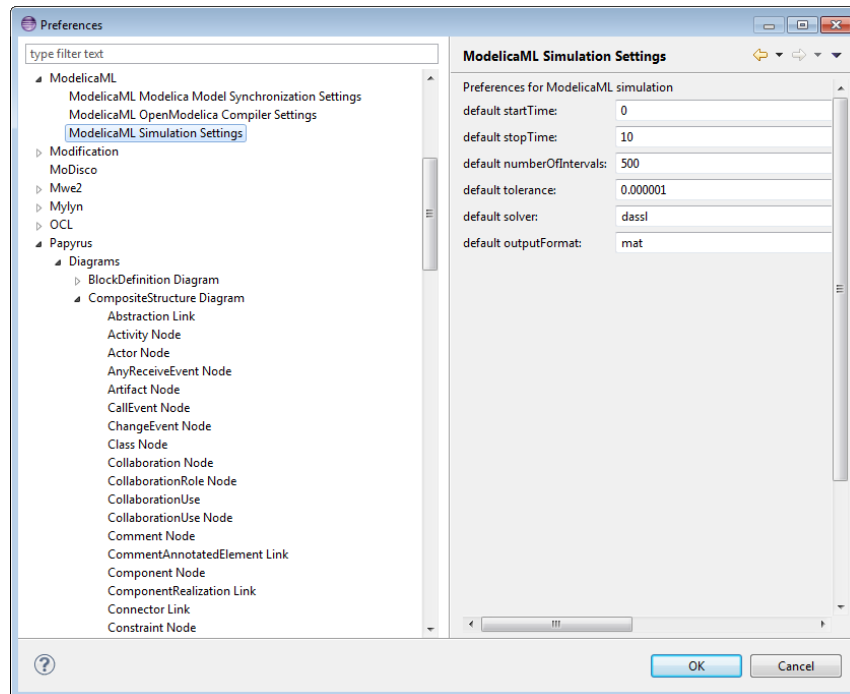 Preferences
type filter text
ModelicaML
ModelicaML Modelica Model Synchronization Settings
ModelicaML OpenModelica Compiler Settings
ModelicaML Simulation Settings
Modification
MoDisco
Mwe2
Mylyn
OCL
Papyrus
Diagrams
BlockDefinition Diagram
CompositeStructure Diagram
Abstraction Link
Activity Node
Actor Node
AnyReceiveEvent Node
Artifact Node
CallEvent Node
ChangeEvent Node
Class Node
Collaboration Node
CollaborationRole Node
CollaborationUse
CollaborationUse Node
Comment Node
CommentAnnotatedElement Link
Component Node
ComponentRealization Link
Connector Link
Constraint Node
ModelicaML Simulation Settings
Preferences for ModelicaML simulation
default startTime: 0
default stopTime: 10
default numberOfIntervals: 500
default tolerance: 0.000001
default solver: dassl
default outputFormat: mat
OK Cancel